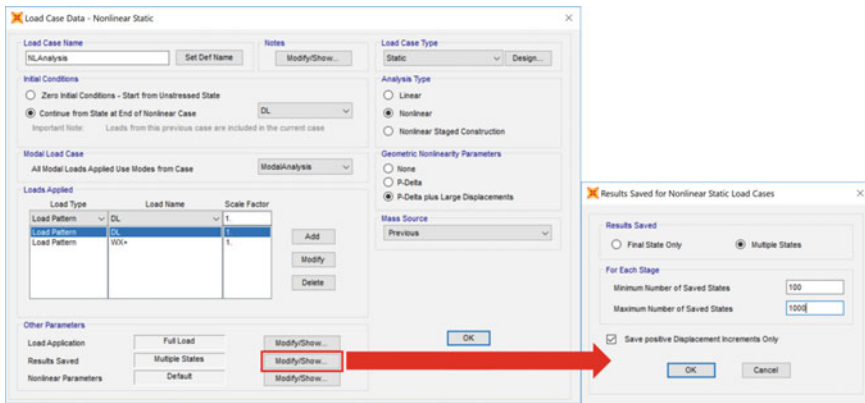 Load Case Data - Nonlinear Static
Load Case Name
NLAnalysis
Set Def Name
Notes
Modify/Show...
Load Case Type
Static
Design...
Initial Conditions
Zero Initial Conditions - Start from Unstressed State
Continue from State at End of Nonlinear Case
DL
Important Note: Loads from this previous case are included in the current case
Analysis Type
Linear
Nonlinear
Nonlinear Staged Construction
Modal Load Case
All Modal Loads Applied Use Modes from Case
ModalAnalysis
Geometric Nonlinearity Parameters
None
P-Delta
P-Delta plus Large Displacements
Loads Applied
Load Type Load Name Scale Factor
Load Pattern DL 1.
Load Pattern DL 1.
Load Pattern WX+ 1.
Add
Modify
Delete
Mass Source
Previous
Other Parameters
Load Application Full Load Modify/Show...
Results Saved Multiple States Modify/Show...
Nonlinear Parameters Default Modify/Show...
OK
Results Saved for Nonlinear Static Load Cases
Results Saved
Final State Only
Multiple States
For Each Stage
Minimum Number of Saved States 100
Maximum Number of Saved States 1000
Save positive Displacement Increments Only
OK
Cancel